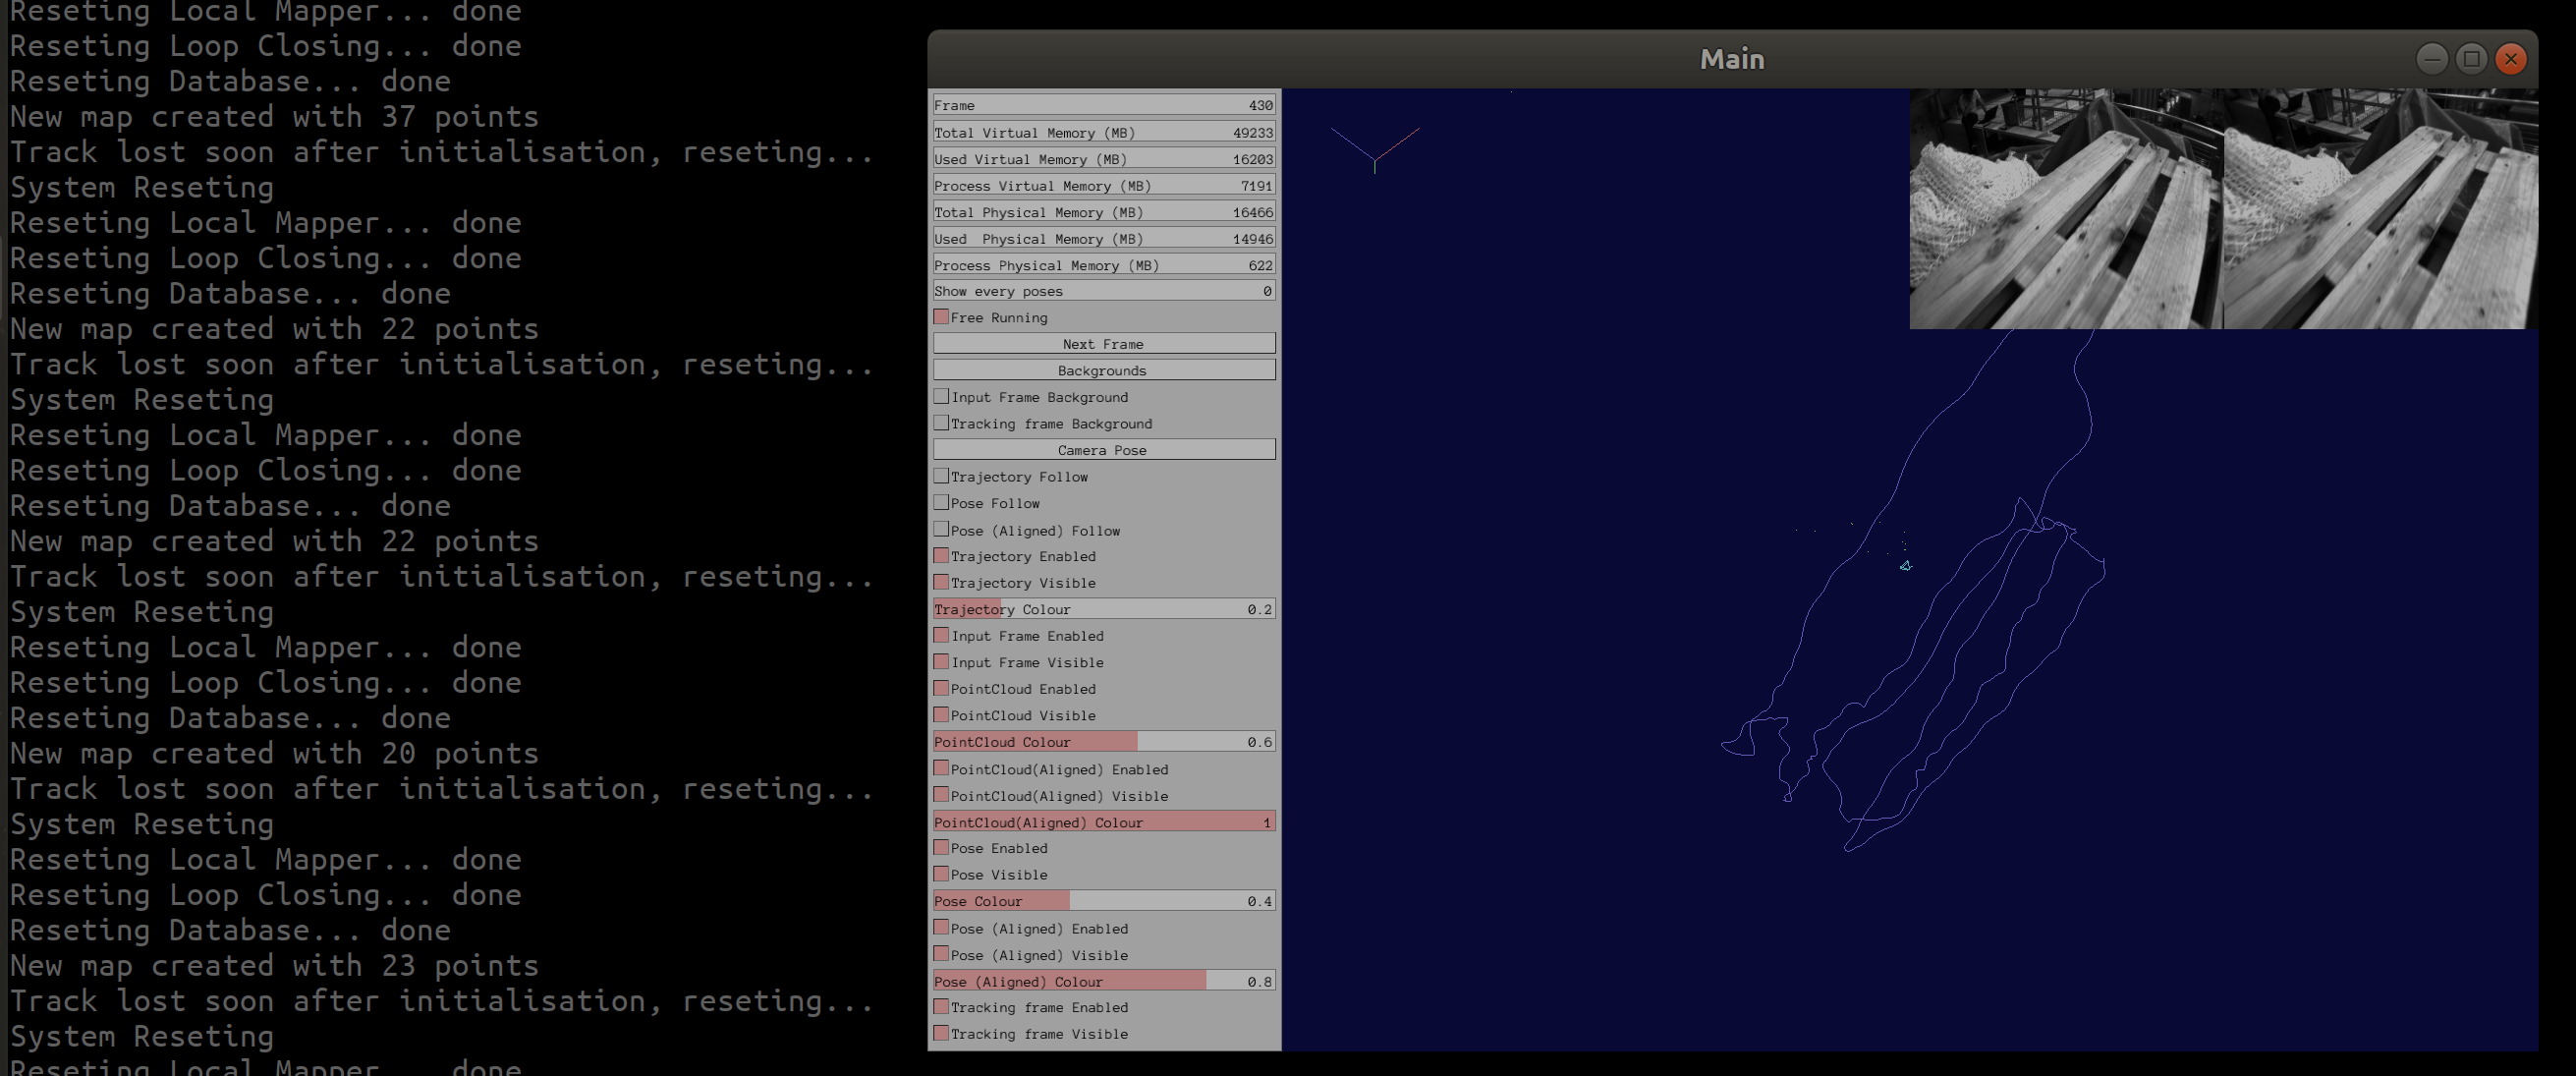 Reseting Local Mapper... done
Reseting Loop Closing... done
Reseting Database... done
New map created with 37 points
Track lost soon after initialisation, reseting...
System Reseting
Reseting Local Mapper... done
Reseting Loop Closing... done
Reseting Database... done
New map created with 22 points
Track lost soon after initialisation, reseting...
System Reseting
Reseting Local Mapper... done
Reseting Loop Closing... done
Reseting Database... done
New map created with 22 points
Track lost soon after initialisation, reseting...
System Reseting
Reseting Local Mapper... done
Reseting Loop Closing... done
Reseting Database... done
New map created with 20 points
Track lost soon after initialisation, reseting...
System Reseting
Reseting Local Mapper... done
Reseting Loop Closing... done
Reseting Database... done
New map created with 23 points
Track lost soon after initialisation, reseting...
System Reseting
Reseting Local Mapper... done
Main
Frame 430
Total Virtual Memory (MB) 49233
Used Virtual Memory (MB) 16203
Process Virtual Memory (MB) 7191
Total Physical Memory (MB) 16466
Used  Physical Memory (MB) 14946
Process Physical Memory (MB) 622
Show every poses 0
Free Running
Next Frame
Backgrounds
Input Frame Background
Tracking frame Background
Camera Pose
Trajectory Follow
Pose Follow
Pose (Aligned) Follow
Trajectory Enabled
Trajectory Visible
Trajectory Colour 0.2
Input Frame Enabled
Input Frame Visible
PointCloud Enabled
PointCloud Visible
PointCloud Colour 0.6
PointCloud(Aligned) Enabled
PointCloud(Aligned) Visible
PointCloud(Aligned) Colour 1
Pose Enabled
Pose Visible
Pose Colour 0.4
Pose (Aligned) Enabled
Pose (Aligned) Visible
Pose (Aligned) Colour 0.8
Tracking frame Enabled
Tracking frame Visible